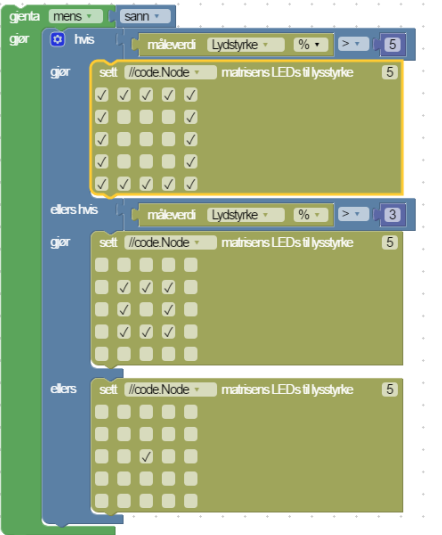 gjenta mens sann
gjør hvis måleverdi Lydstyrke % > 5
gjør sett //code.Node matrisens LEDs til lysstyrke 5
ellers hvis måleverdi Lydstyrke % > 3
gjør sett //code.Node matrisens LEDs til lysstyrke 5
ellers sett //code.Node matrisens LEDs til lysstyrke 5